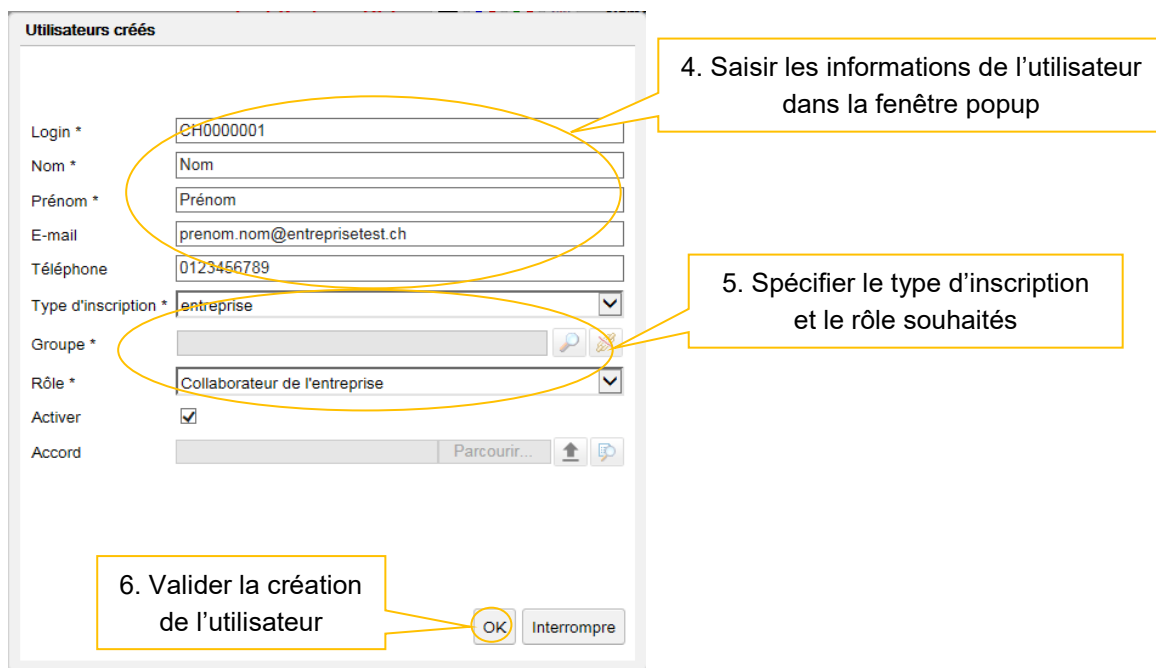 Utilisateurs créés
4. Saisir les informations de l'utilisateur
dans la fenêtre popup
Login * CH0000001
Nom * Nom
Prénom * Prénom
E-mail prenom.nom@entreprisetest.ch
Téléphone 0123456789
5. Spécifier le type d'inscription
et le rôle souhaités
Type d'inscription * entreprise
Groupe *
Rôle * Collaborateur de l'entreprise
Activer
Accord Parcourir...
6. Valider la création
de l'utilisateur
OK Interrompre